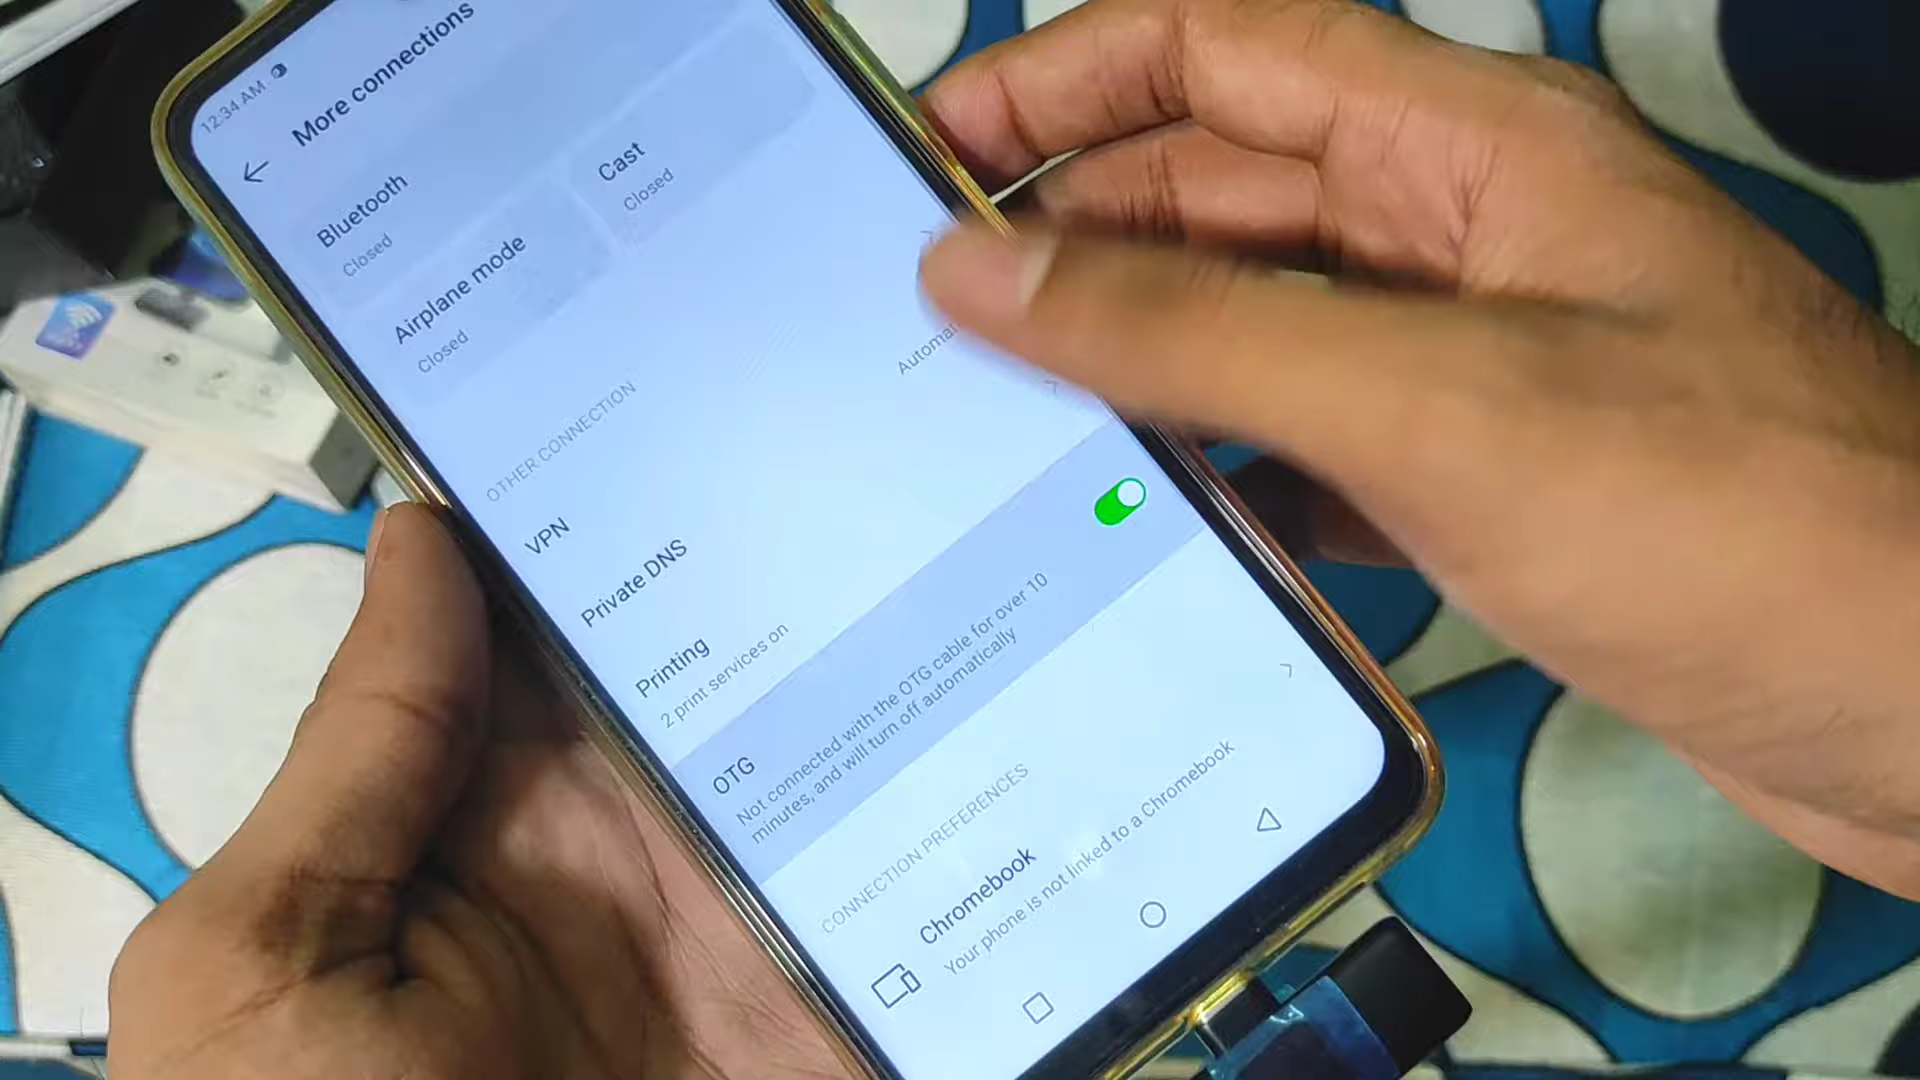 12:34 AM
More connections
Bluetooth
Closed
Cast
Closed
Airplane mode
Closed
OTHER CONNECTION
VPN
Private DNS
Printing
2 print services on
OTG
Not connected with the OTG cable for over 10
minutes, and will turn off automatically
CONNECTION PREFERENCES
Chromebook
Your phone is not linked to a Chromebook